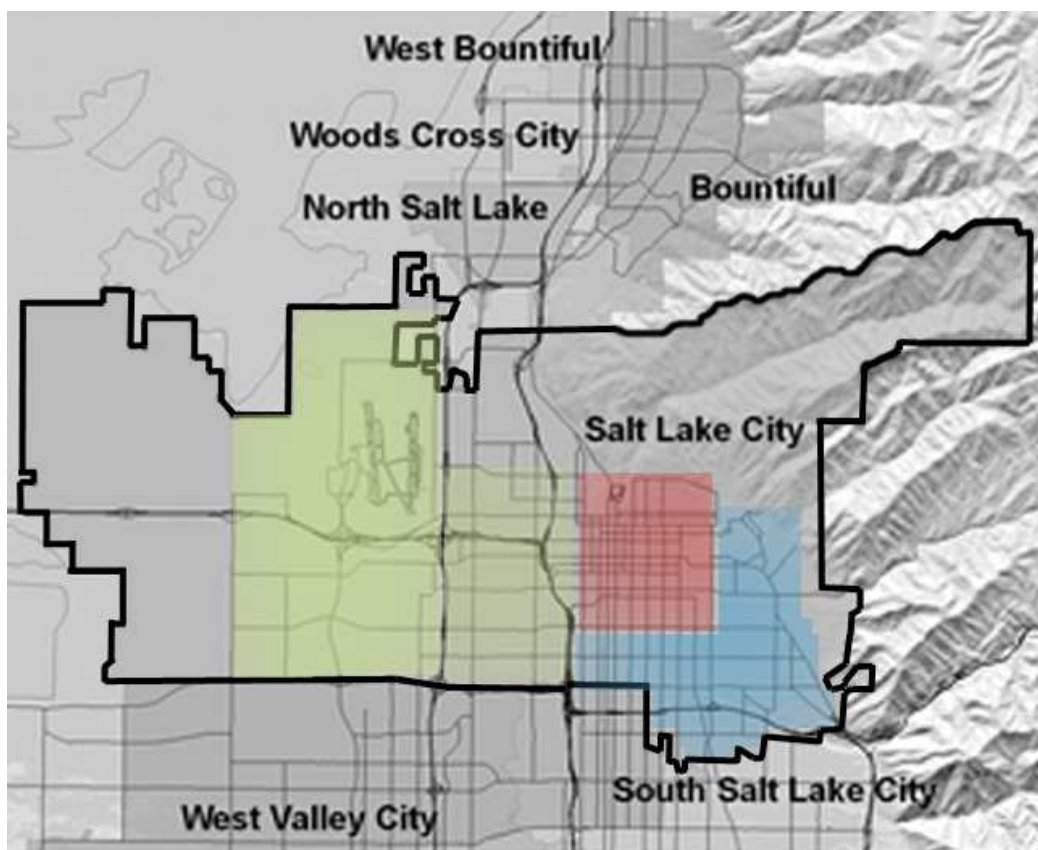 West Bountiful
Woods Cross City
Bountiful
North Salt Lake
Salt Lake City
South Salt Lake City
West Valley City